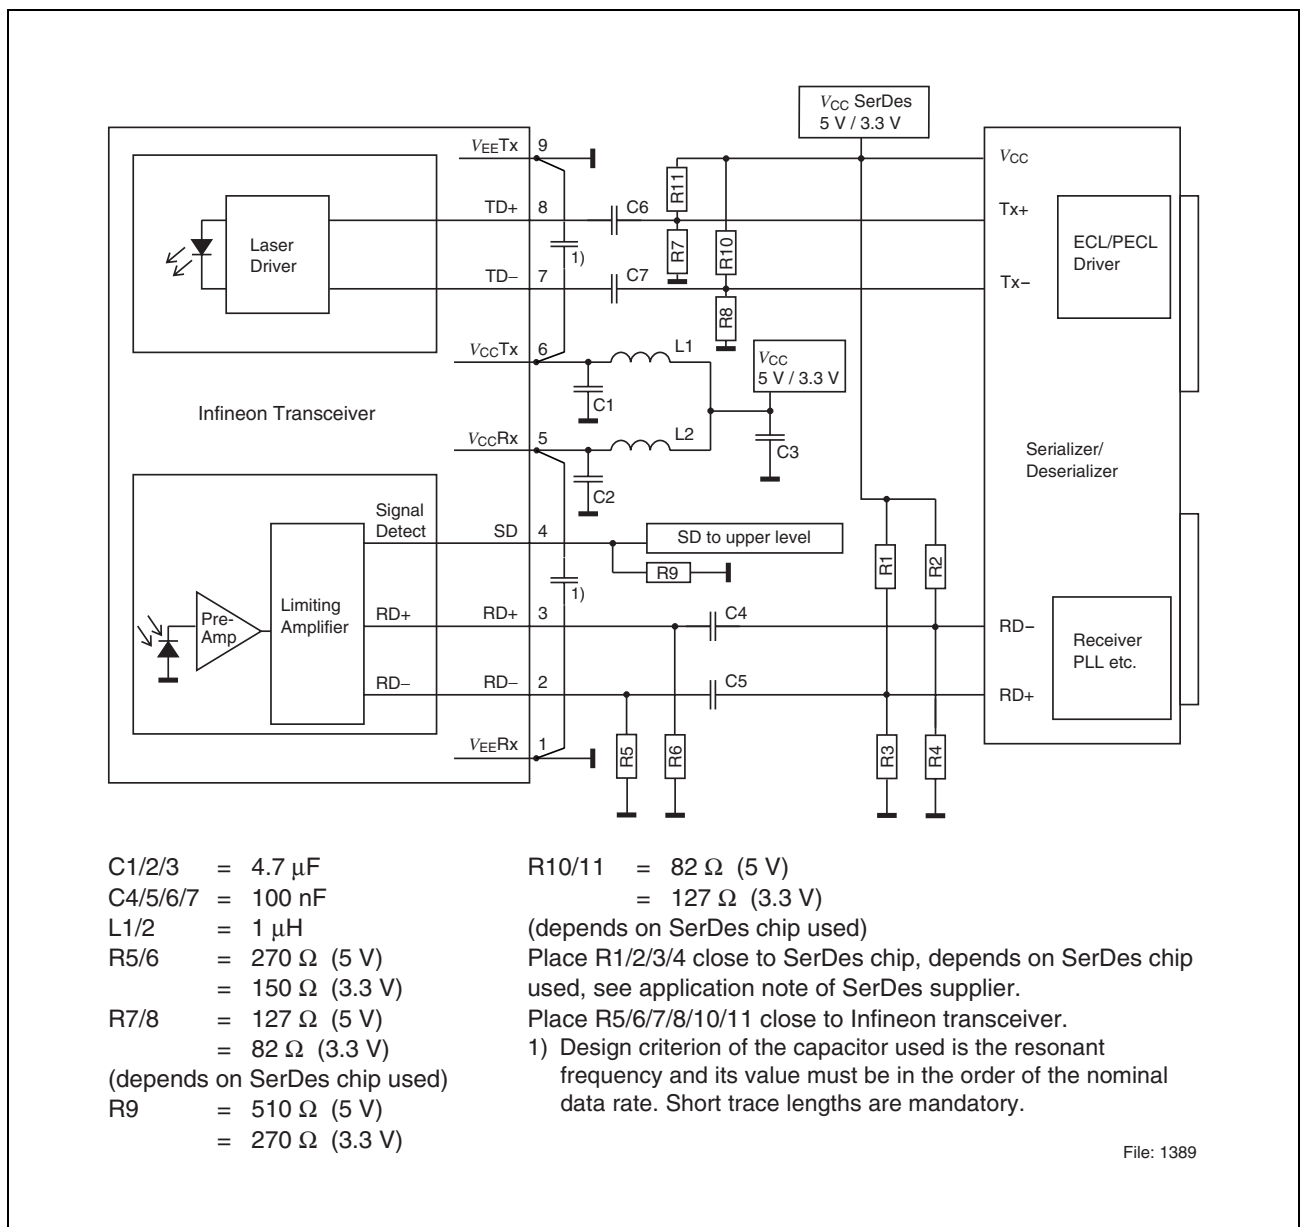 V_CC SerDes
5 V / 3.3 V
V_EE Tx 9
V_CC
R11
TD+ 8
C6
Tx+
Laser
Driver
R7
R10
ECL/PECL
Driver
1)
TD− 7
C7
Tx−
R8
V_CC Tx 6
L1
V_CC
5 V / 3.3 V
C1
Infineon Transceiver
V_CC Rx 5
L2
C3
Serializer/
Deserializer
C2
Signal
Detect
SD 4
SD to upper level
R9
R1
R2
1)
Pre-
Amp
Limiting
Amplifier
RD+
RD+ 3
C4
RD−
Receiver
PLL etc.
RD−
RD− 2
C5
RD+
V_EE Rx 1
R5
R6
R3
R4
C1/2/3 = 4.7 µF
C4/5/6/7 = 100 nF
L1/2 = 1 µH
R5/6 = 270 Ω (5 V)
= 150 Ω (3.3 V)
R7/8 = 127 Ω (5 V)
= 82 Ω (3.3 V)
(depends on SerDes chip used)
R9 = 510 Ω (5 V)
= 270 Ω (3.3 V)
R10/11 = 82 Ω (5 V)
= 127 Ω (3.3 V)
(depends on SerDes chip used)
Place R1/2/3/4 close to SerDes chip, depends on SerDes chip
used, see application note of SerDes supplier.
Place R5/6/7/8/10/11 close to Infineon transceiver.
1) Design criterion of the capacitor used is the resonant
frequency and its value must be in the order of the nominal
data rate. Short trace lengths are mandatory.
File: 1389